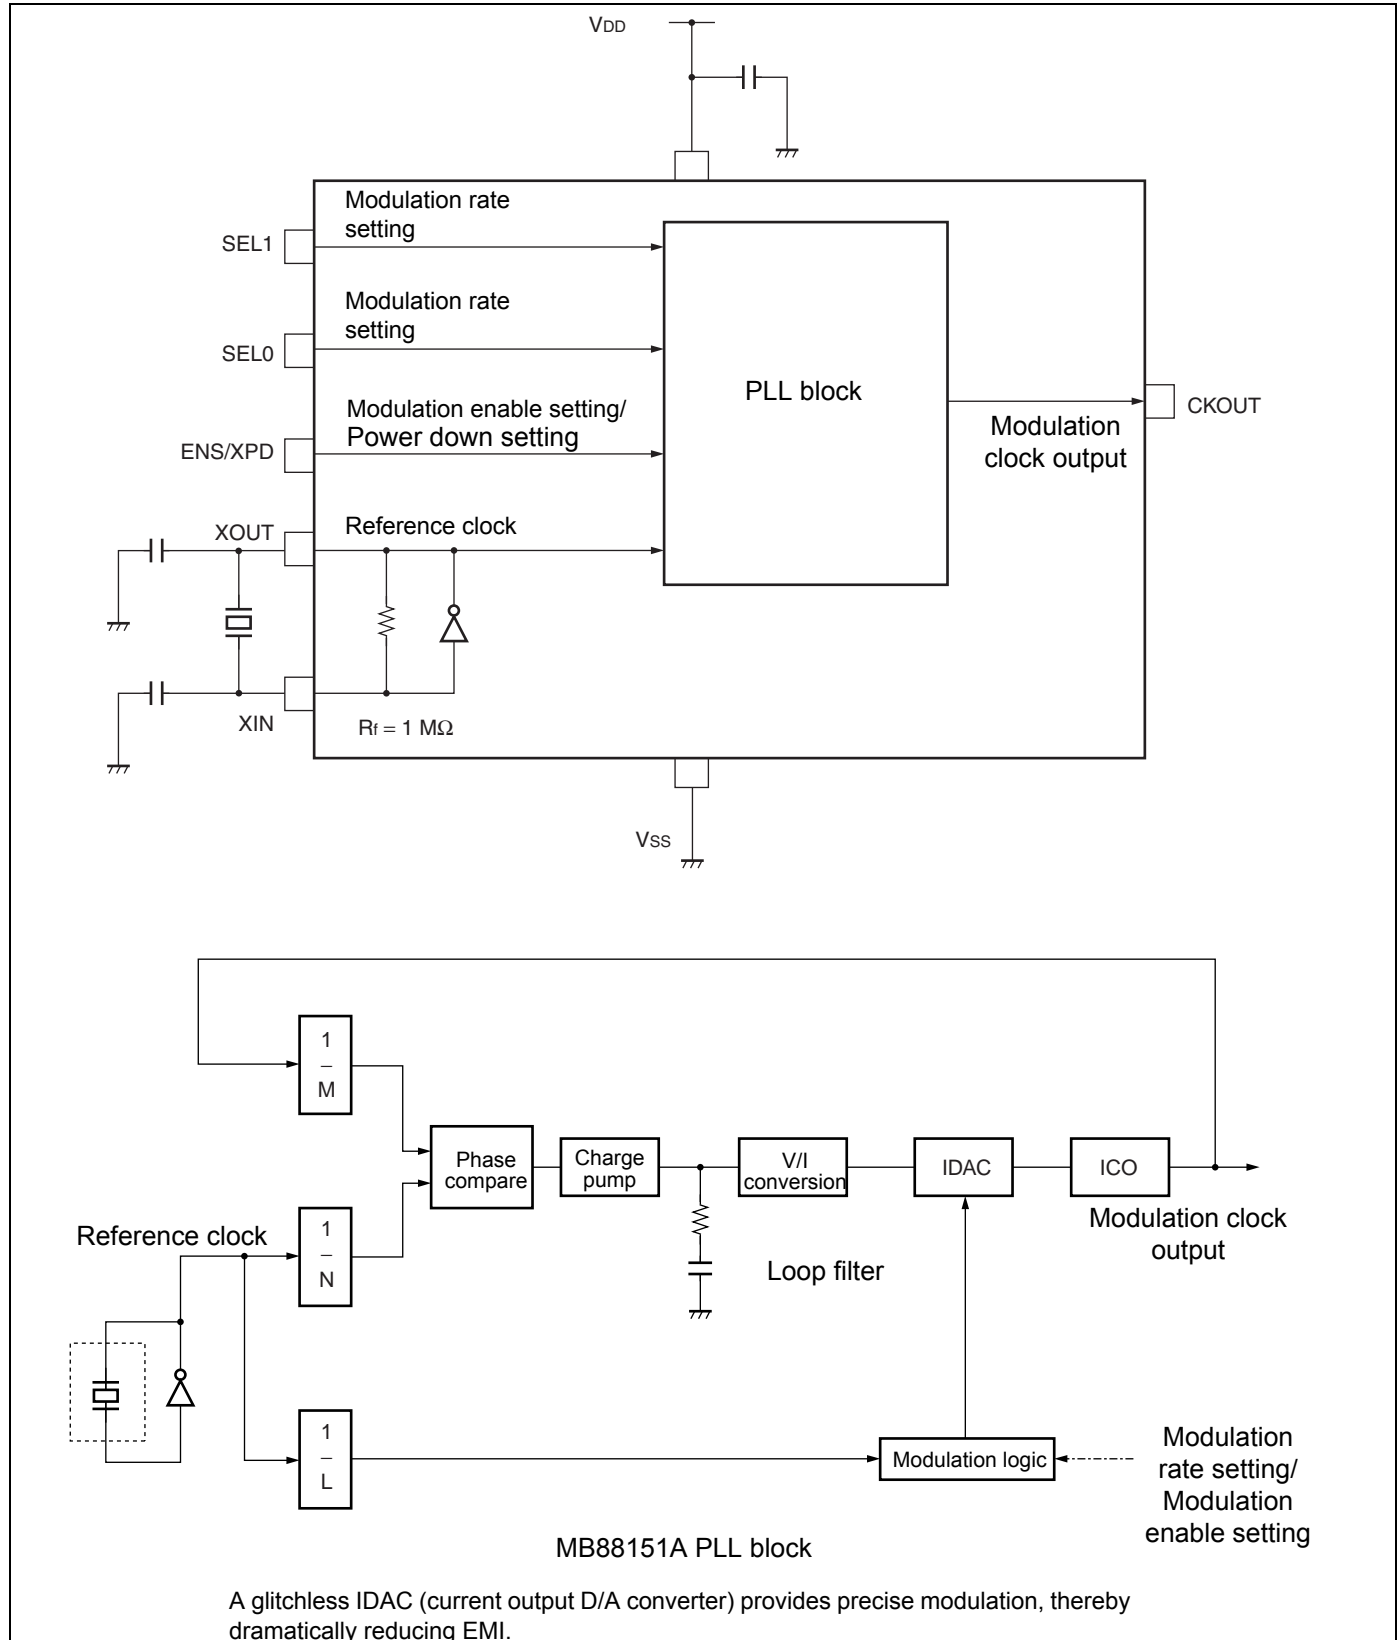 VDD
Modulation rate
setting
SEL1
Modulation rate
setting
SEL0
PLL block
Modulation enable setting/
Power down setting
ENS/XPD
CKOUT
Modulation
clock output
XOUT
Reference clock
XIN
Rf = 1 MΩ
VSS
1
–
M
Phase
compare
Charge
pump
V/I
conversion
IDAC
ICO
Reference clock
1
–
N
Loop filter
Modulation clock
output
1
–
L
Modulation logic
Modulation
rate setting/
Modulation
enable setting
MB88151A PLL block
A glitchless IDAC (current output D/A converter) provides precise modulation, thereby
dramatically reducing EMI.